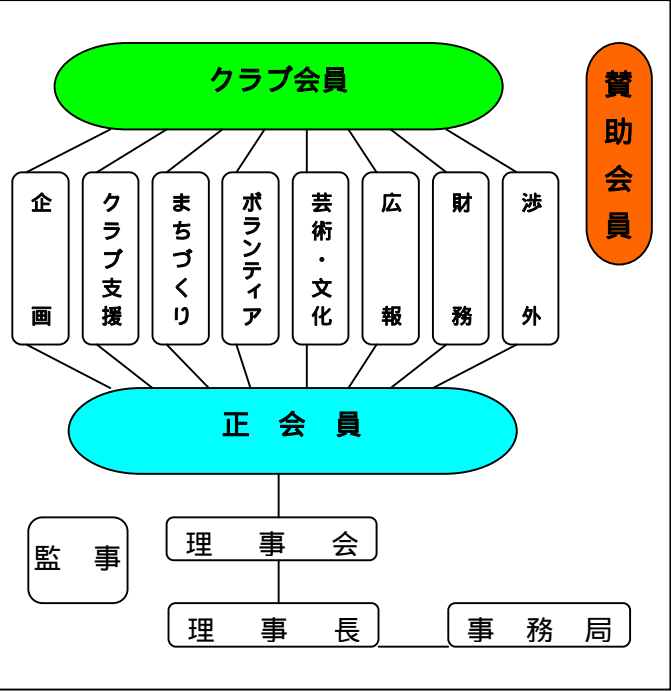 クラブ会員
賛助会員
企画
クラブ支援
まちづくり
ボランティア
芸術・文化
広報
財務
渉外
正会員
監事
理事会
理事長
事務局